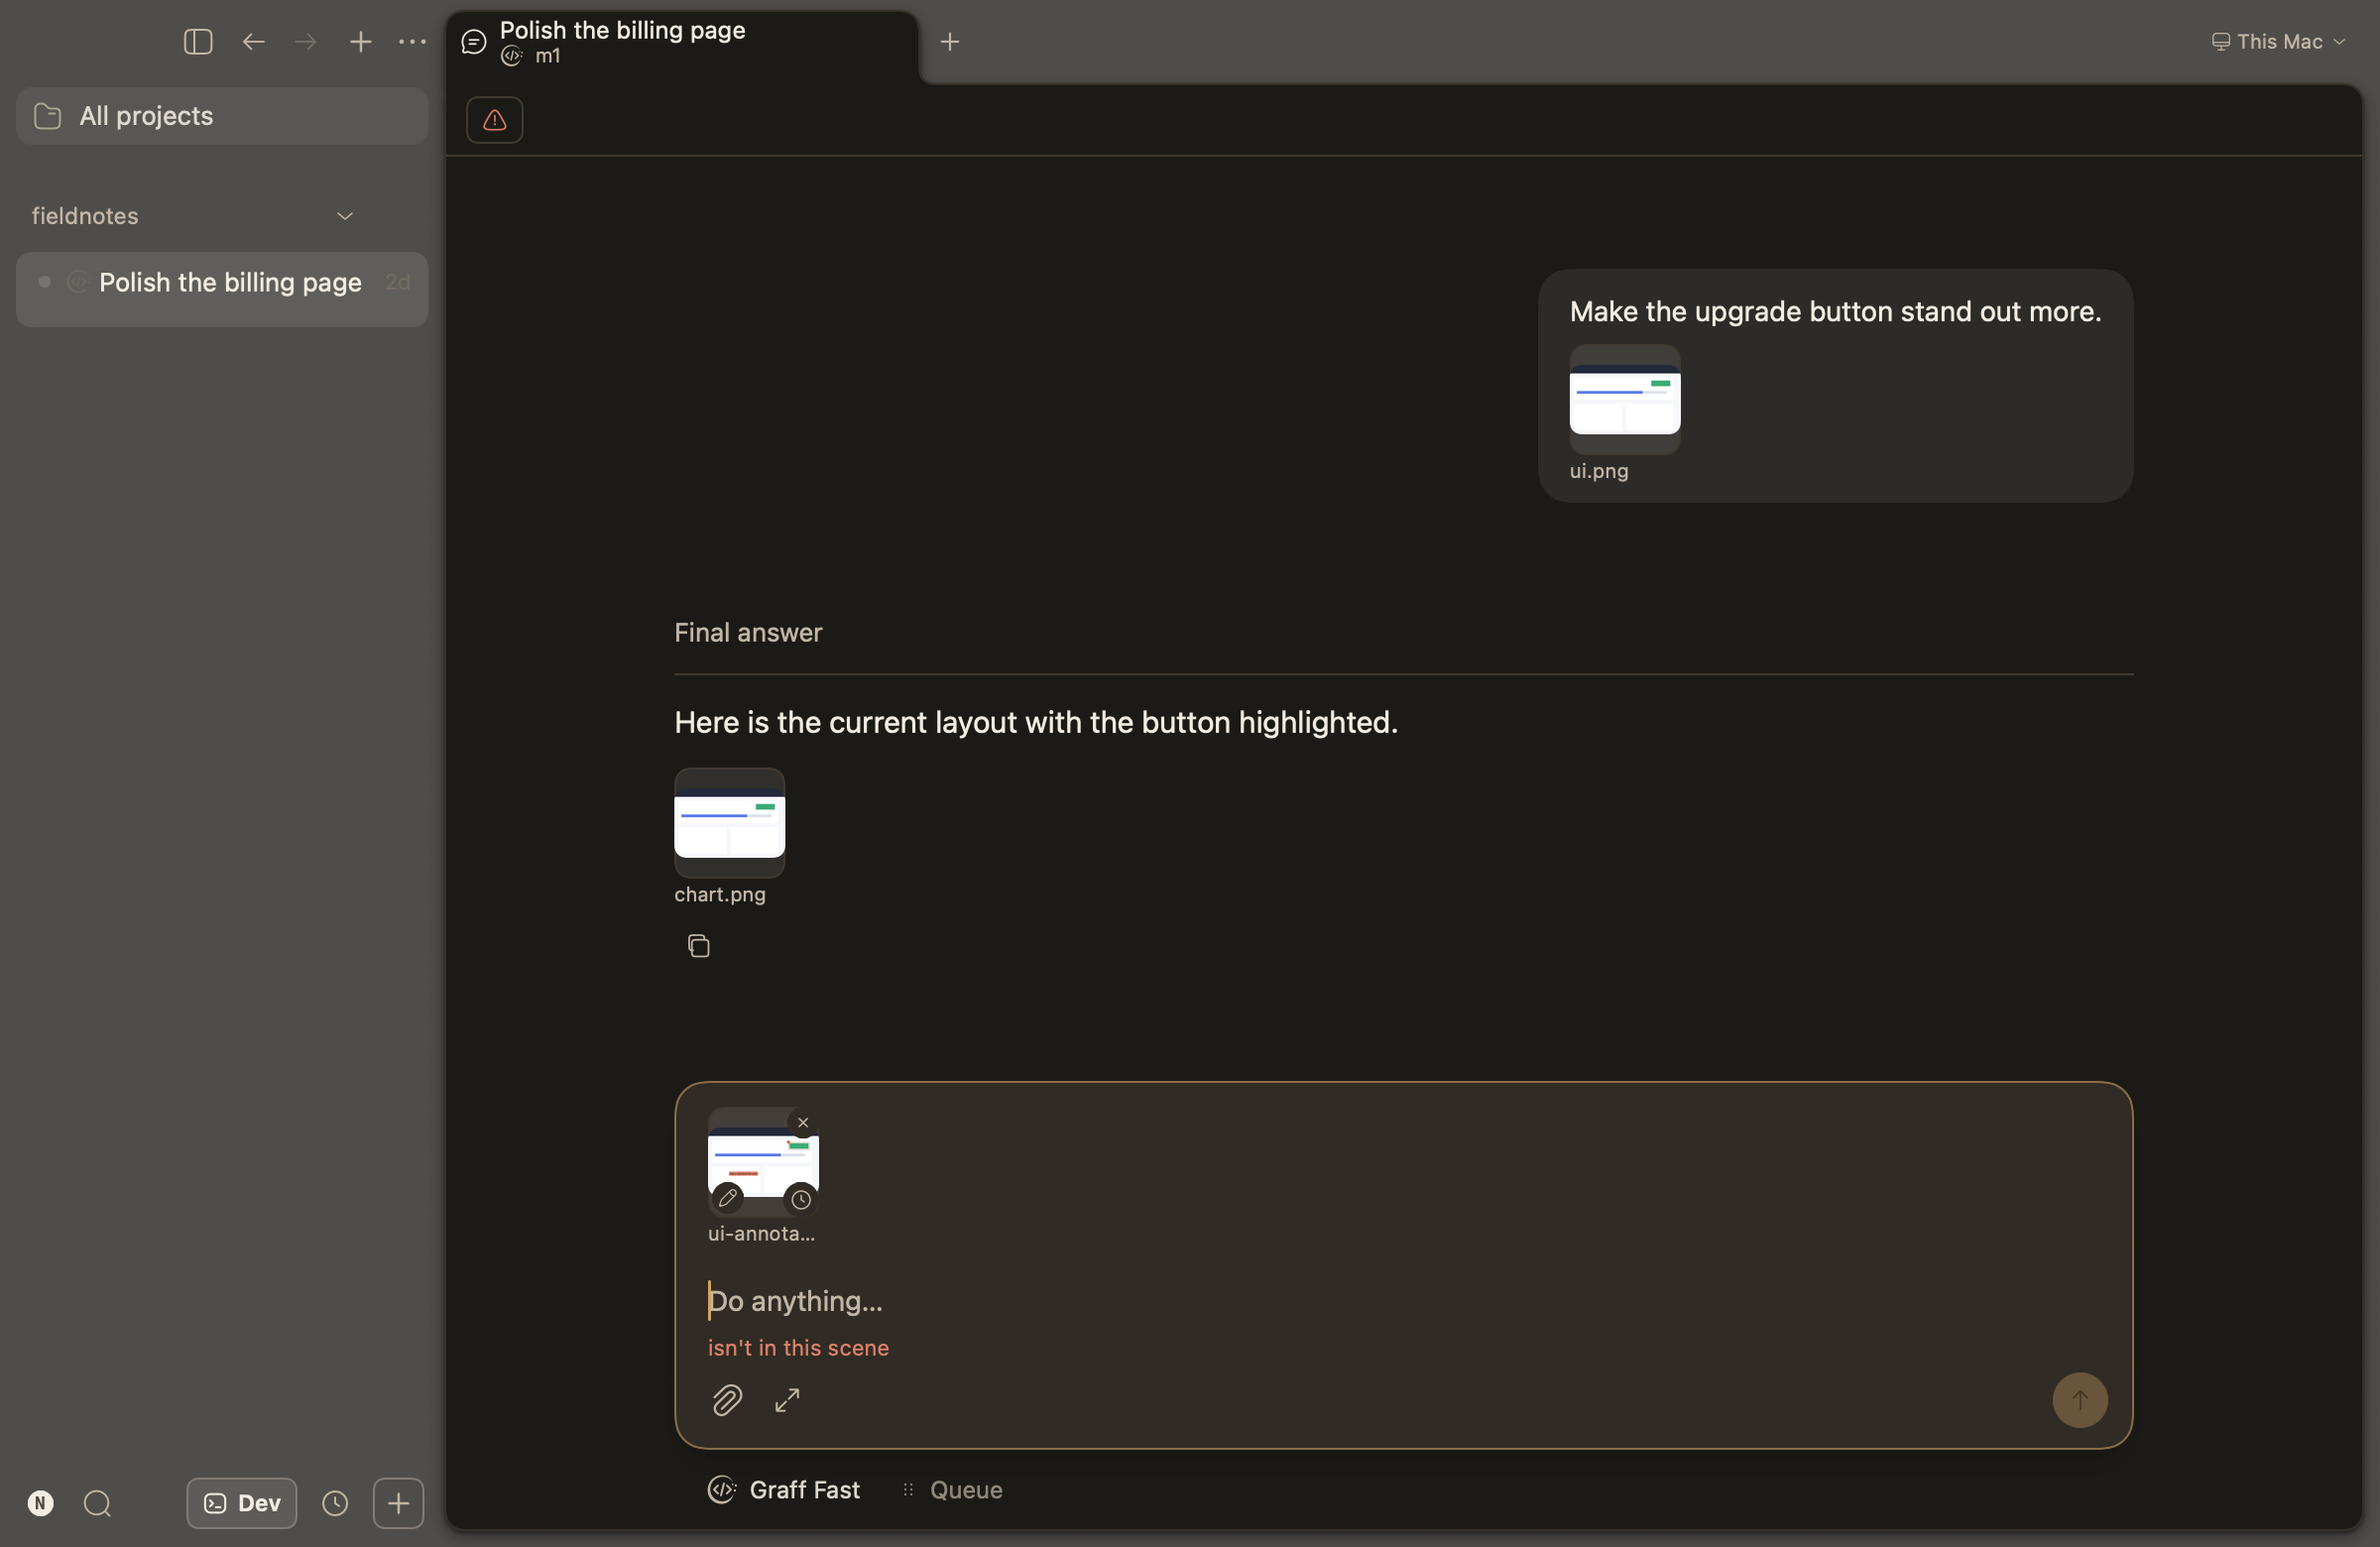 Polish the billing page
m1
This Mac
All projects
fieldnotes
Polish the billing page 2d
Make the upgrade button stand out more.
ui.png
Final answer
Here is the current layout with the button highlighted.
chart.png
ui-annota...
Do anything...
isn't in this scene
Graff Fast
Queue
N
Dev